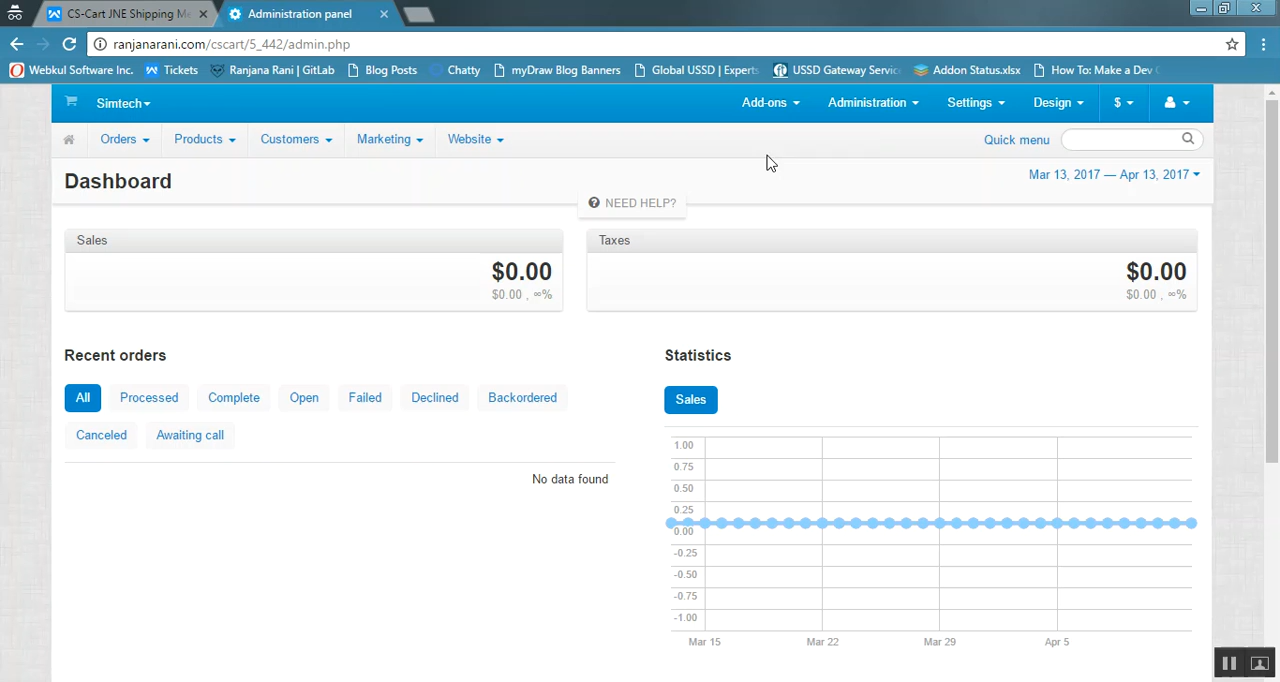 CS-Cart JNE Shipping Me
Administration panel
ranjanarani.com/cscart/5_442/admin.php
Webkul Software Inc. Tickets Ranjana Rani | GitLab Blog Posts Chatty myDraw Blog Banners Global USSD | Experts USSD Gateway Servic Addon Status.xlsx How To: Make a Dev
Simtech Add-ons Administration Settings Design $
Orders Products Customers Marketing Website Quick menu
Dashboard
Mar 13, 2017 — Apr 13, 2017
NEED HELP?
Sales
$0.00
$0.00 , ∞%
Taxes
$0.00
$0.00 , ∞%
Recent orders
All Processed Complete Open Failed Declined Backordered
Canceled Awaiting call
No data found
Statistics
Sales
1.00
0.75
0.50
0.25
0.00
-0.25
-0.50
-0.75
-1.00
Mar 15 Mar 22 Mar 29 Apr 5